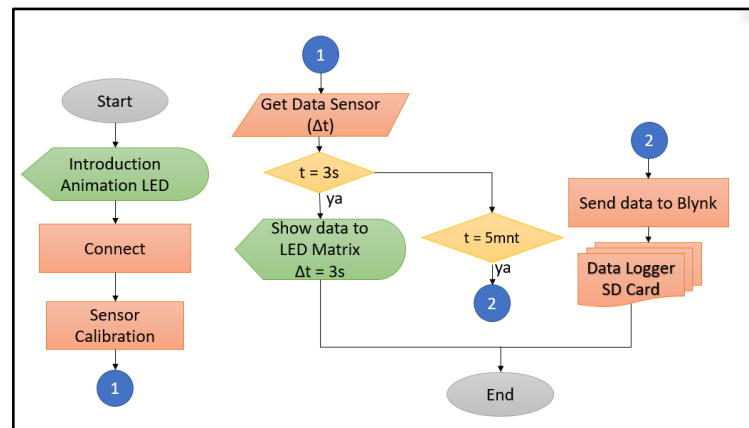 Start
Introduction
Animation LED
Connect
Sensor
Calibration
1
1
Get Data Sensor
(Δt)
t = 3s
ya
Show data to
LED Matrix
Δt = 3s
t = 5mnt
ya
2
2
Send data to Blynk
Data Logger
SD Card
End